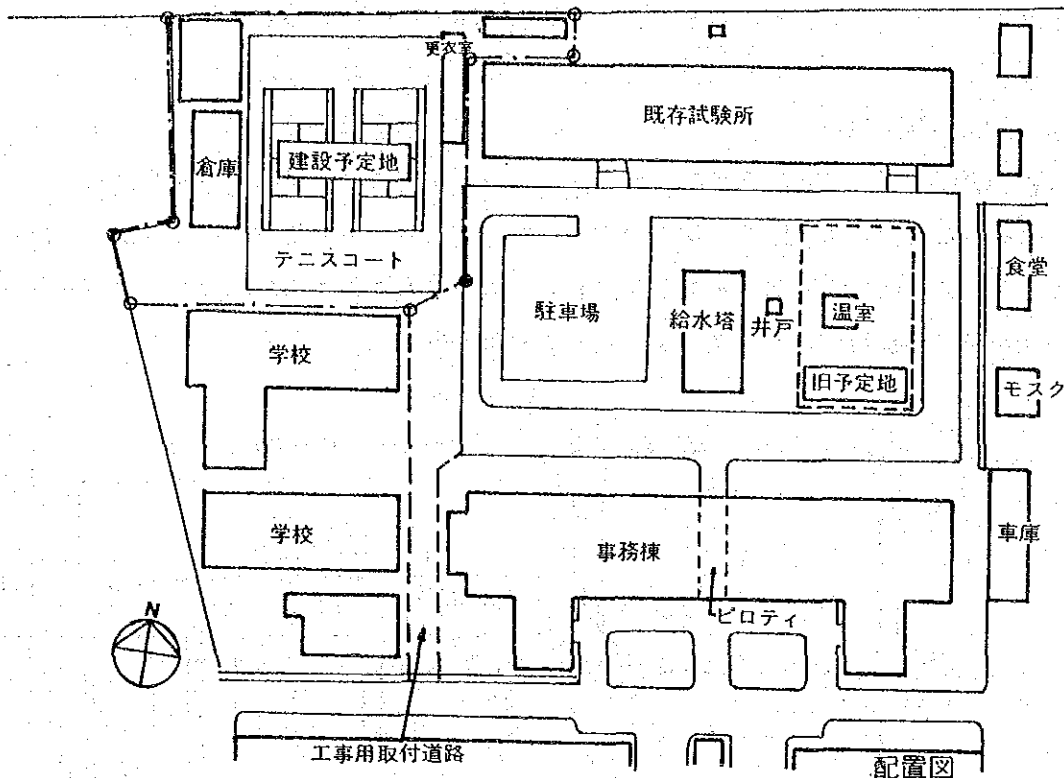 更衣室
既存試験所
倉庫
建設予定地
テニスコート
食堂
駐車場
給水塔
井戸
温室
学校
旧予定地
モスク
学校
事務棟
車庫
ピロティ
N
工事用取付道路
配置図